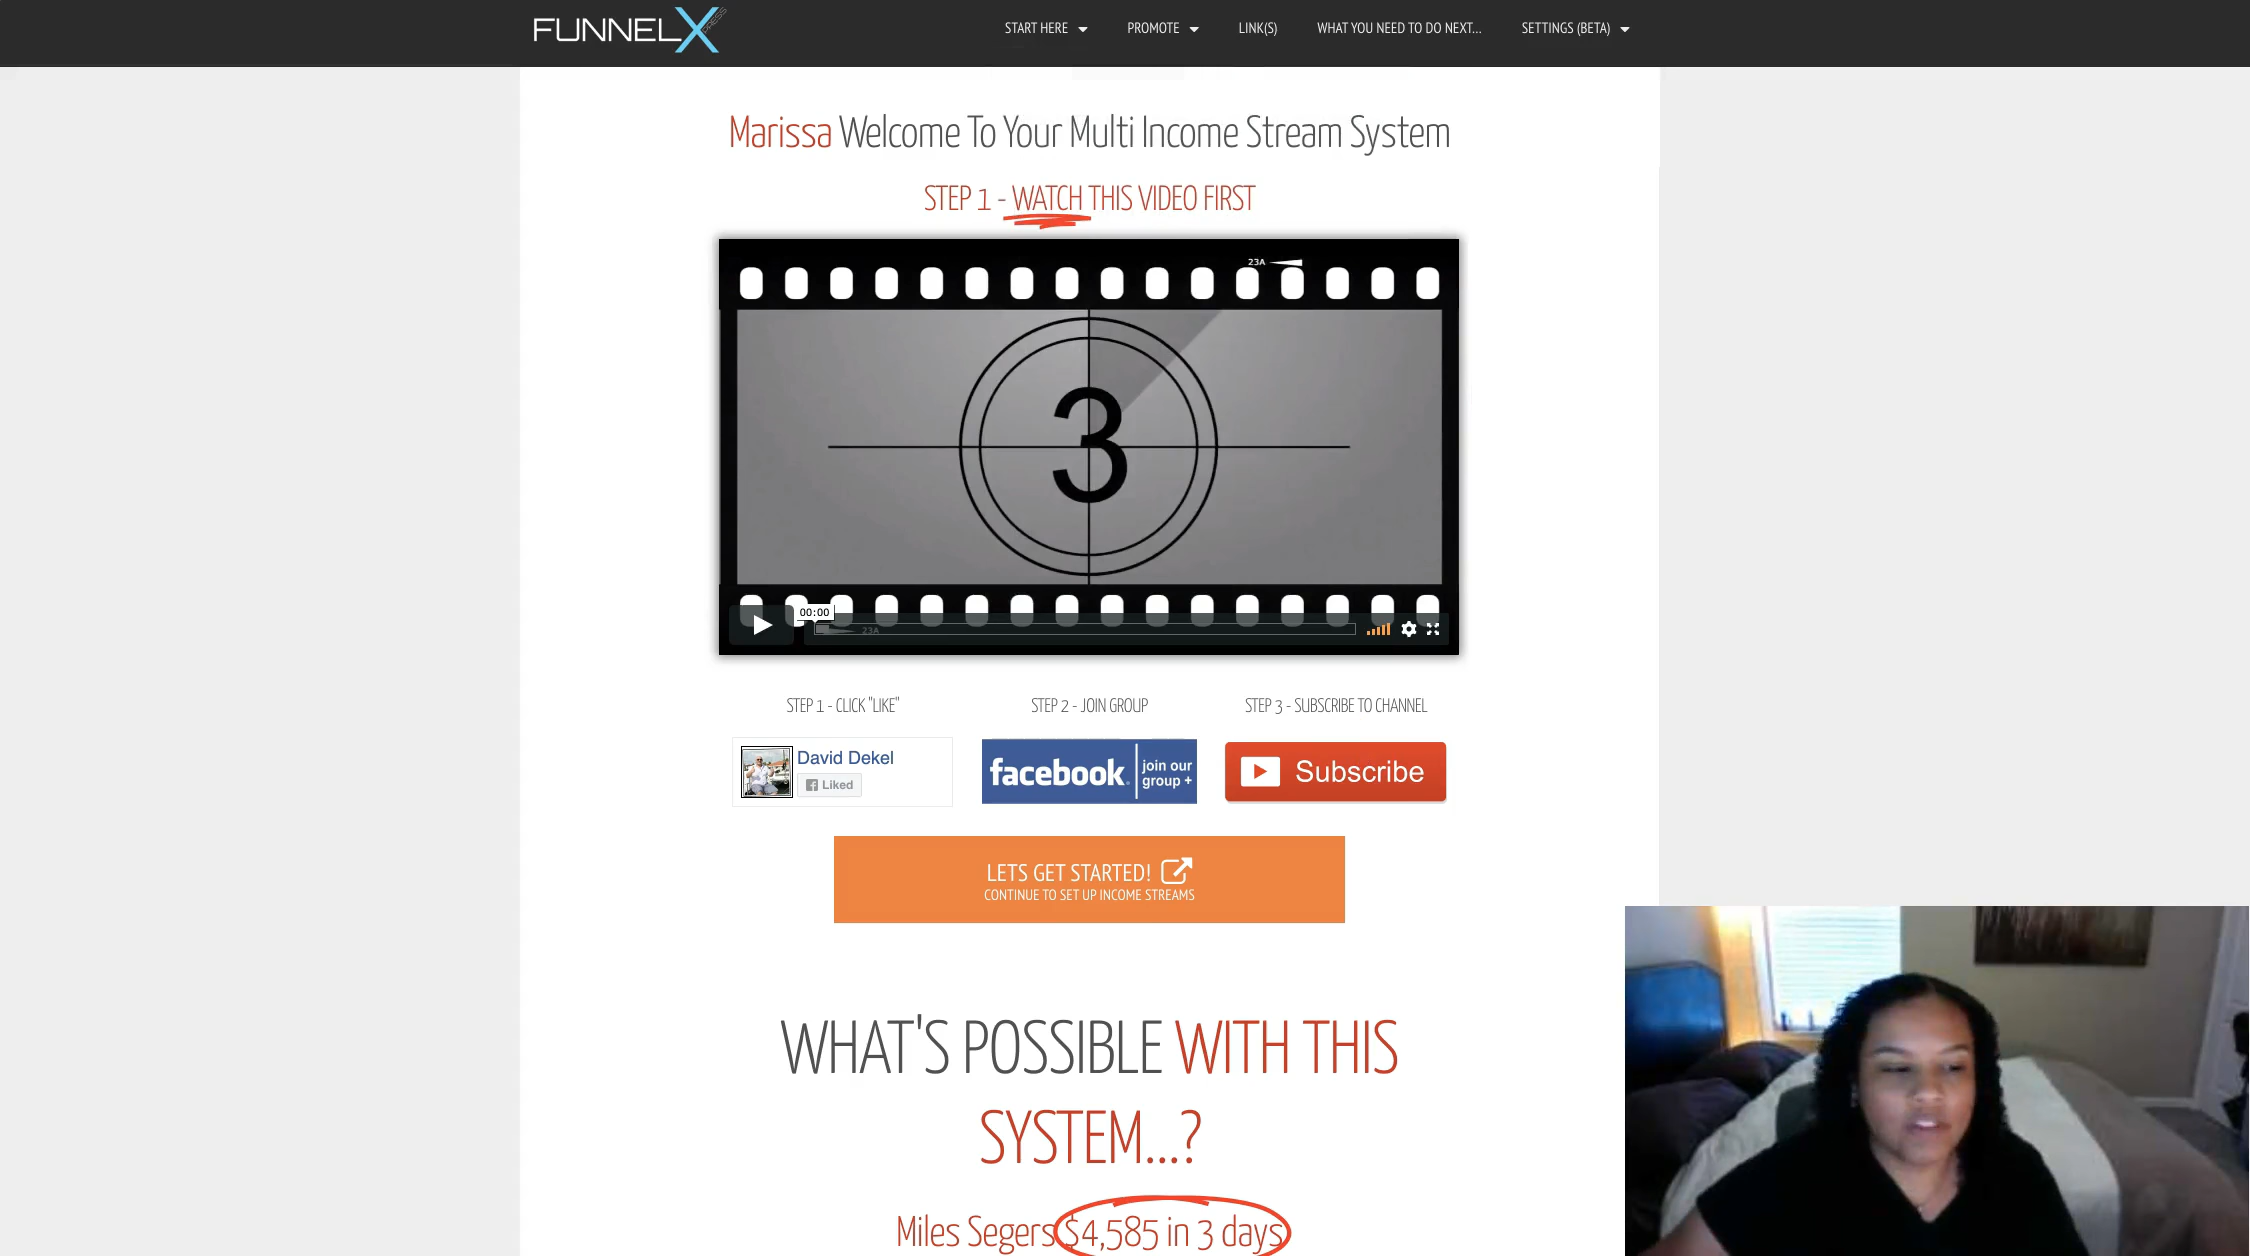 FUNNELX PRESS
START HERE
PROMOTE
LINK(S)
WHAT YOU NEED TO DO NEXT...
SETTINGS (BETA)
Marissa Welcome To Your Multi Income Stream System
STEP 1 - WATCH THIS VIDEO FIRST
23A
3
00:00
23A
STEP 1 - CLICK "LIKE"
STEP 2 - JOIN GROUP
STEP 3 - SUBSCRIBE TO CHANNEL
David Dekel
Liked
facebook
join our
group +
Subscribe
LETS GET STARTED!
CONTINUE TO SET UP INCOME STREAMS
WHAT'S POSSIBLE WITH THIS
SYSTEM...?
Miles Segers $4,585 in 3 days